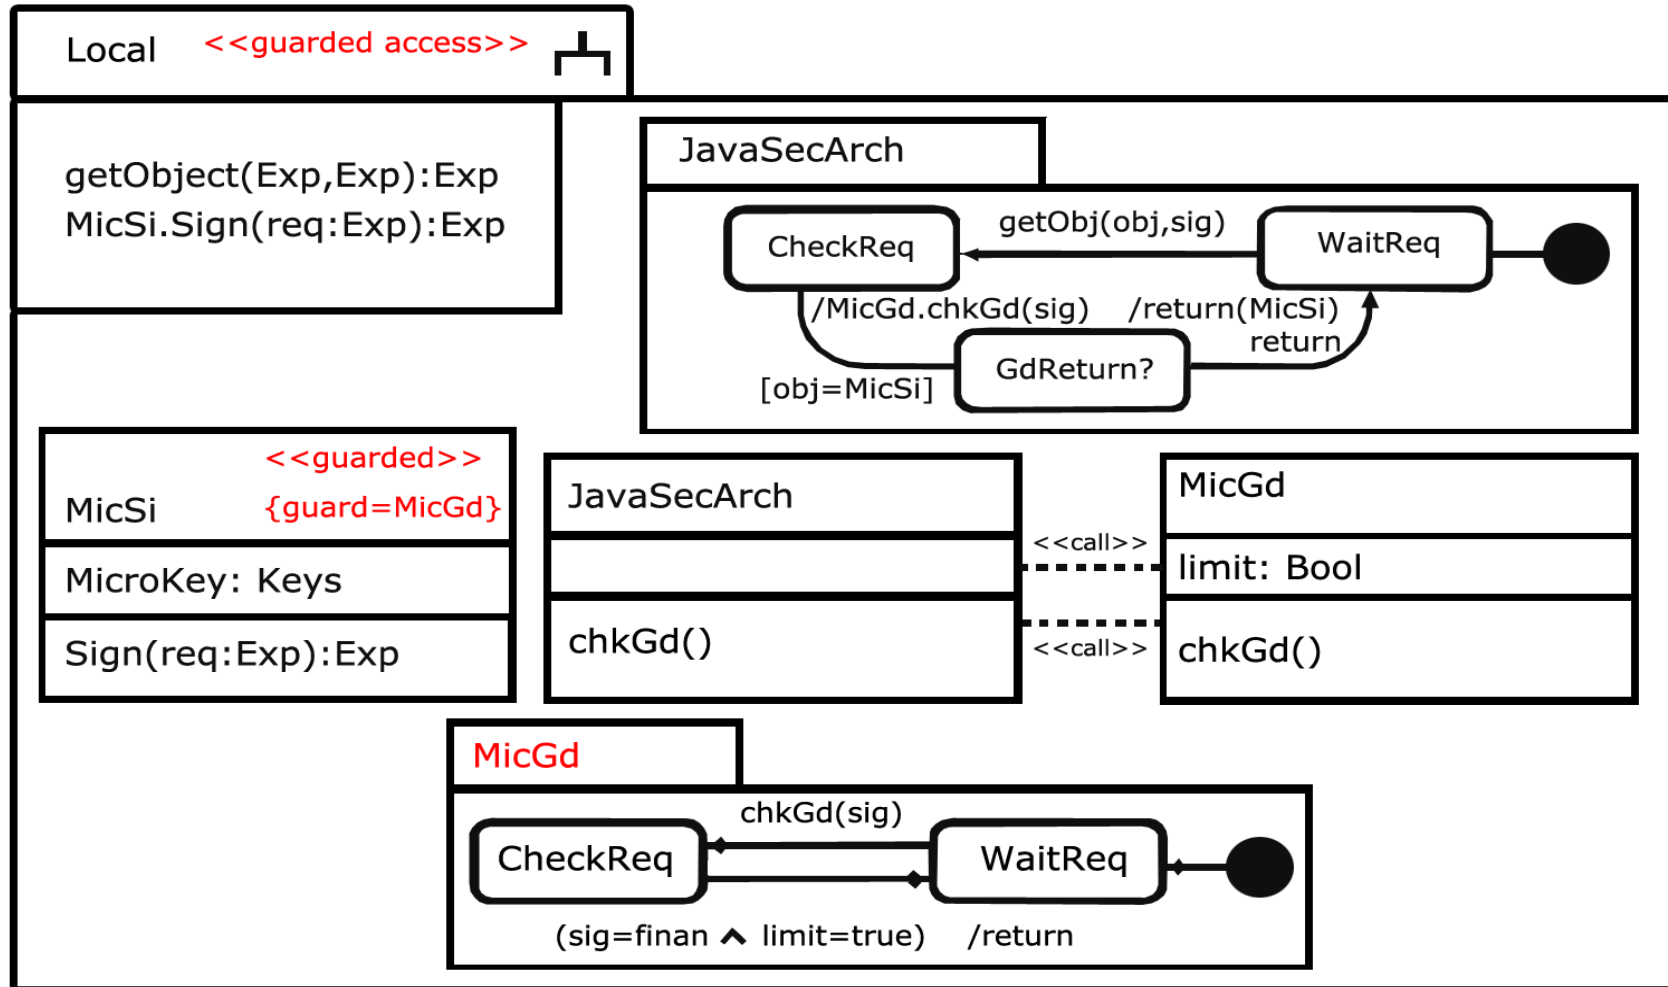 Local <<guarded access>>
getObject(Exp,Exp):Exp
MicSi.Sign(req:Exp):Exp
JavaSecArch
CheckReq
getObj(obj,sig)
WaitReq
/MicGd.chkGd(sig)
/return(MicSi)
return
GdReturn?
[obj=MicSi]
<<guarded>>
MicSi {guard=MicGd}
MicroKey: Keys
Sign(req:Exp):Exp
JavaSecArch
chkGd()
<<call>>
<<call>>
MicGd
limit: Bool
chkGd()
MicGd
chkGd(sig)
CheckReq
WaitReq
(sig=finan ∧ limit=true) /return